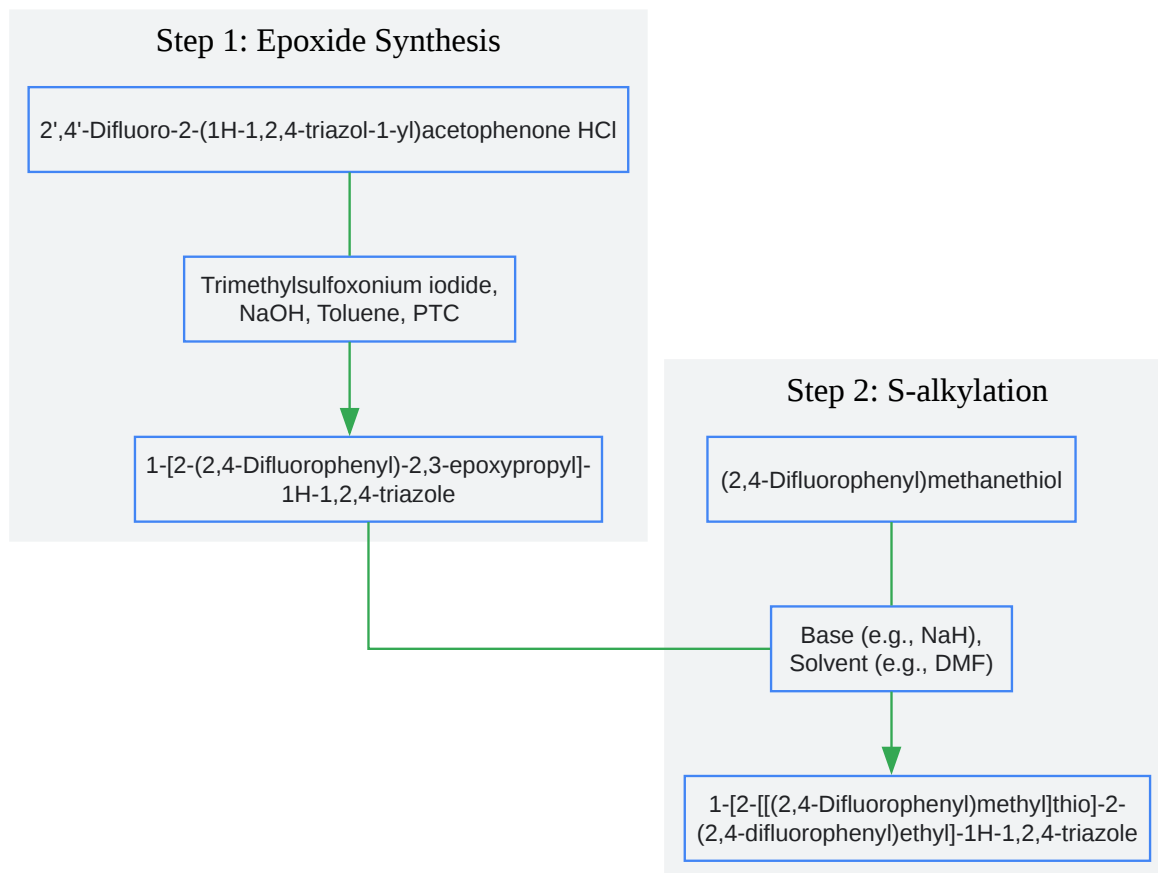 Step 1: Epoxide Synthesis
2',4'-Difluoro-2-(1H-1,2,4-triazol-1-yl)acetophenone HCl
Trimethylsulfoxonium iodide,
NaOH, Toluene, PTC
1-[2-(2,4-Difluorophenyl)-2,3-epoxypropyl]-
1H-1,2,4-triazole
Step 2: S-alkylation
(2,4-Difluorophenyl)methanethiol
Base (e.g., NaH),
Solvent (e.g., DMF)
1-[2-[[(2,4-Difluorophenyl)methyl]thio]-2-
(2,4-difluorophenyl)ethyl]-1H-1,2,4-triazole